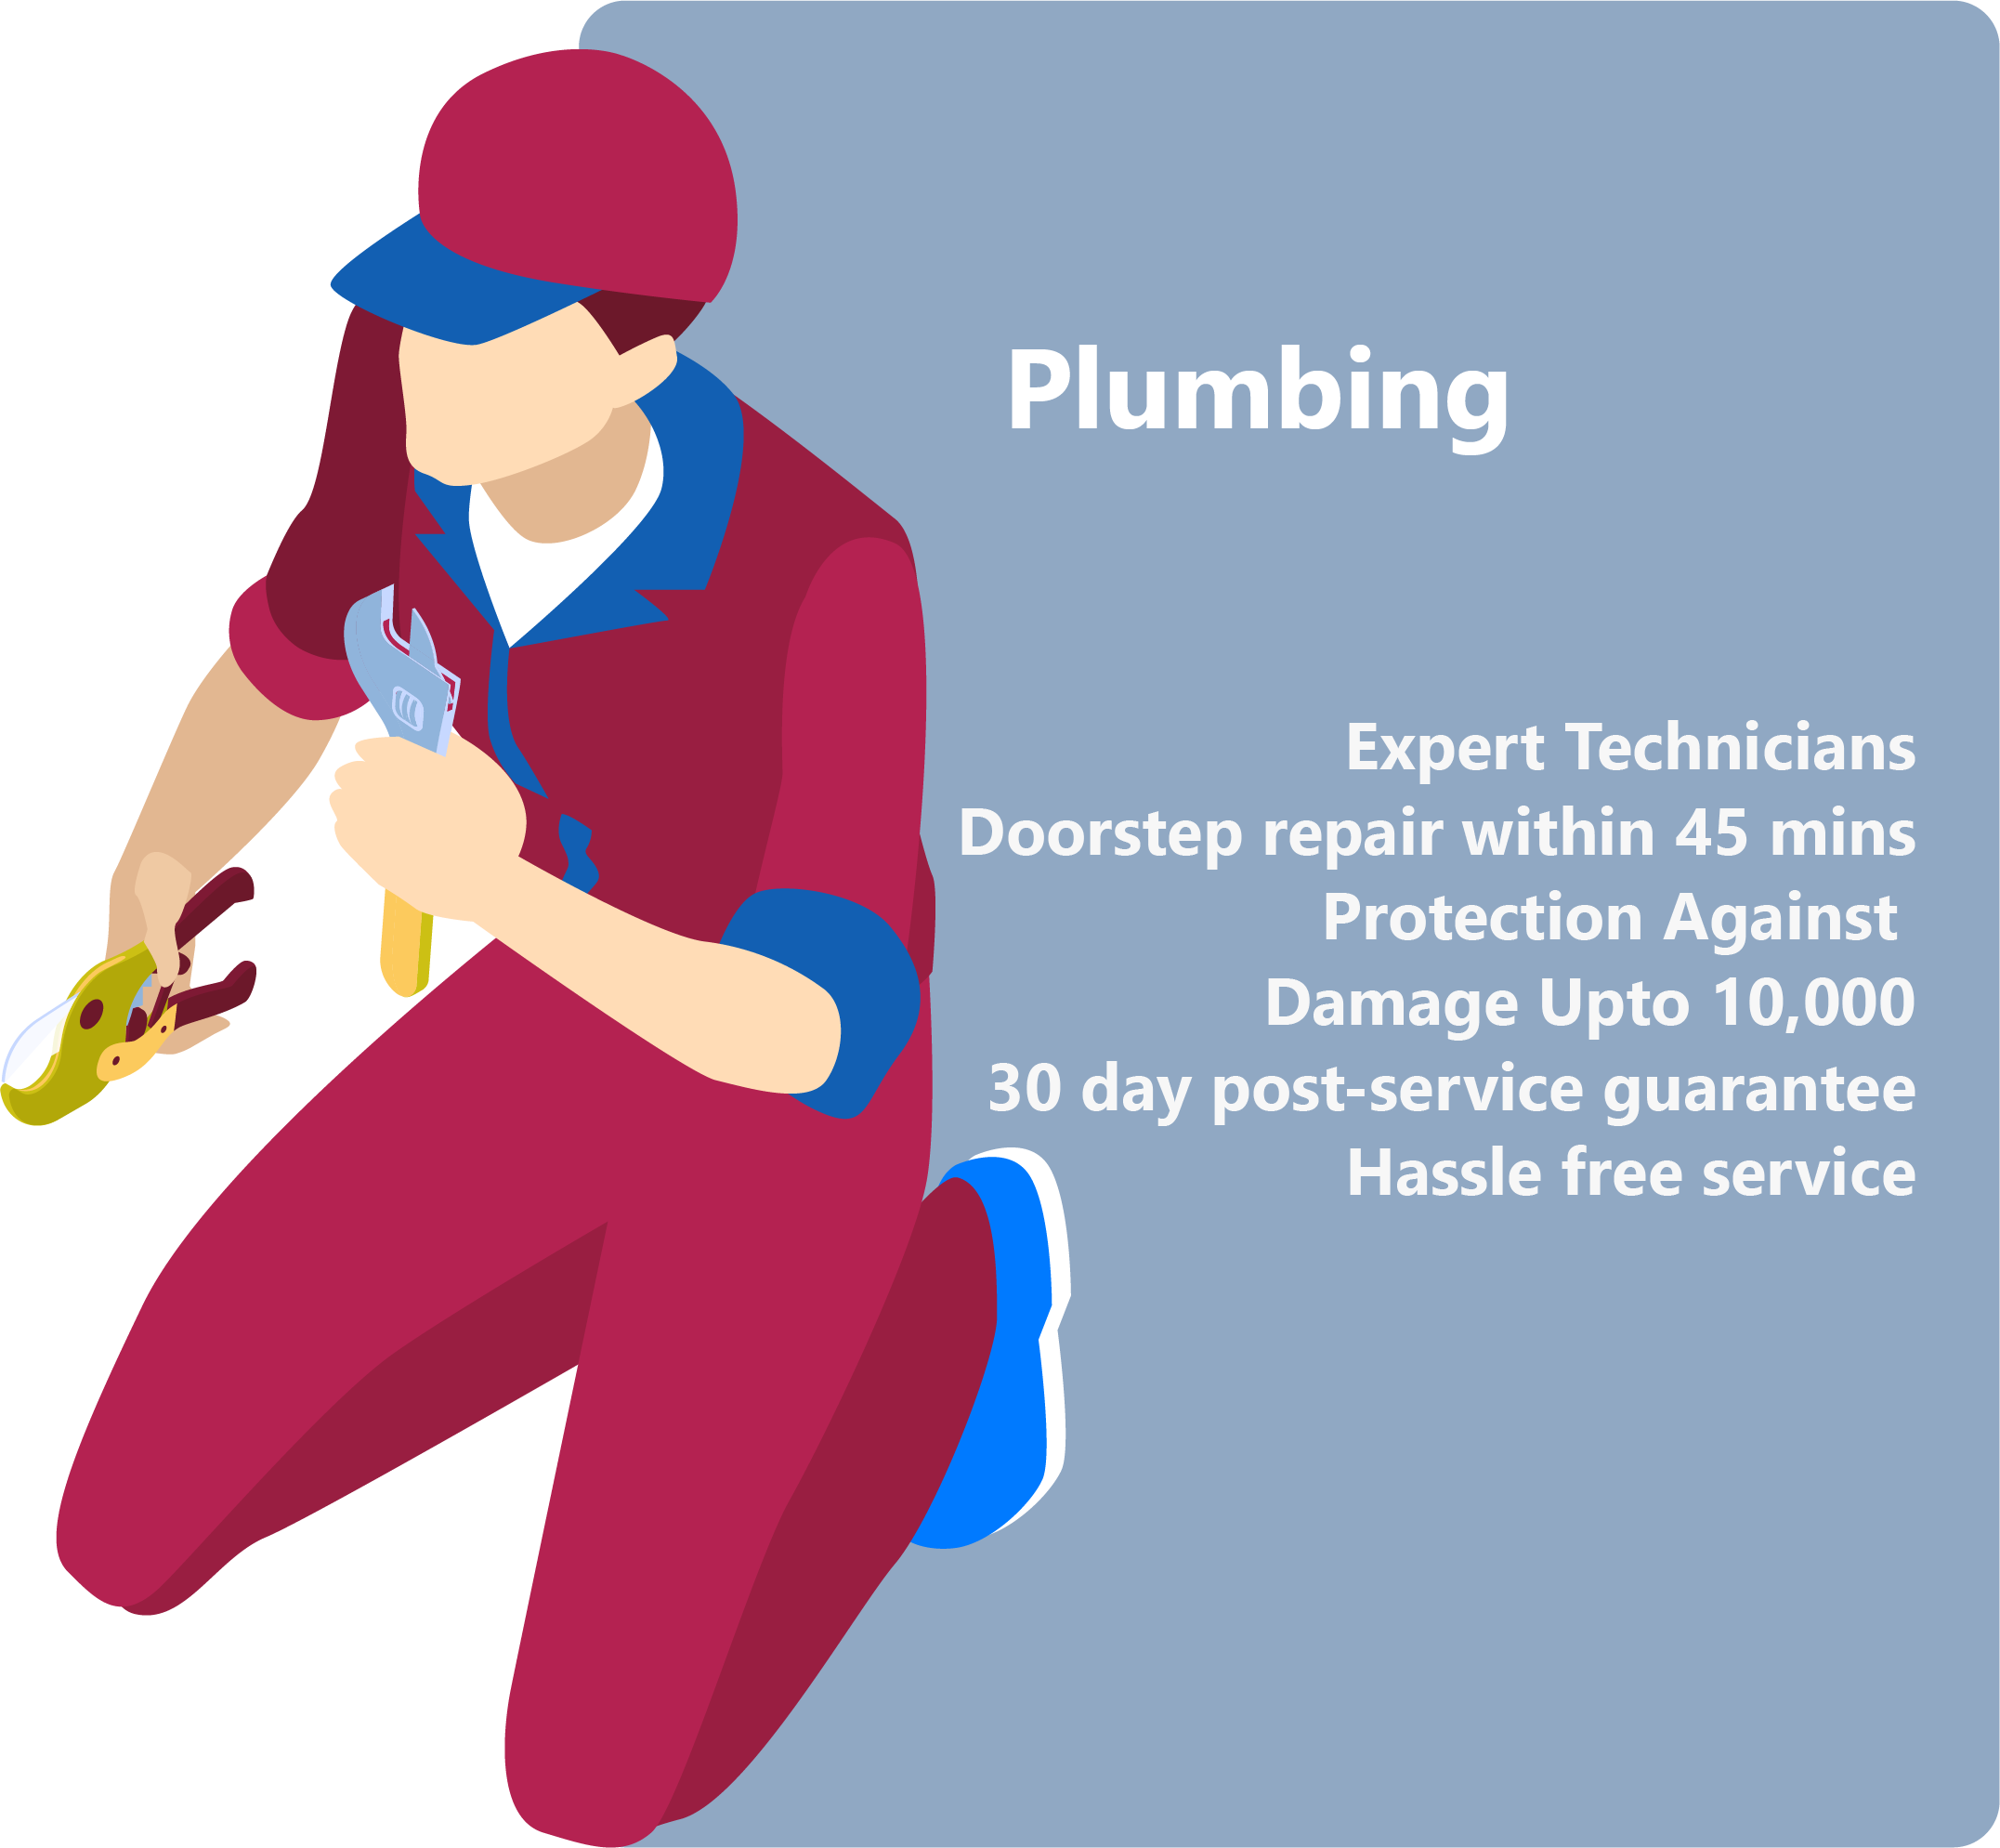 Plumbing
Expert Technicians
Doorstep repair within 45 mins
Protection Against
Damage Upto 10,000
30 day post-service guarantee
Hassle free service